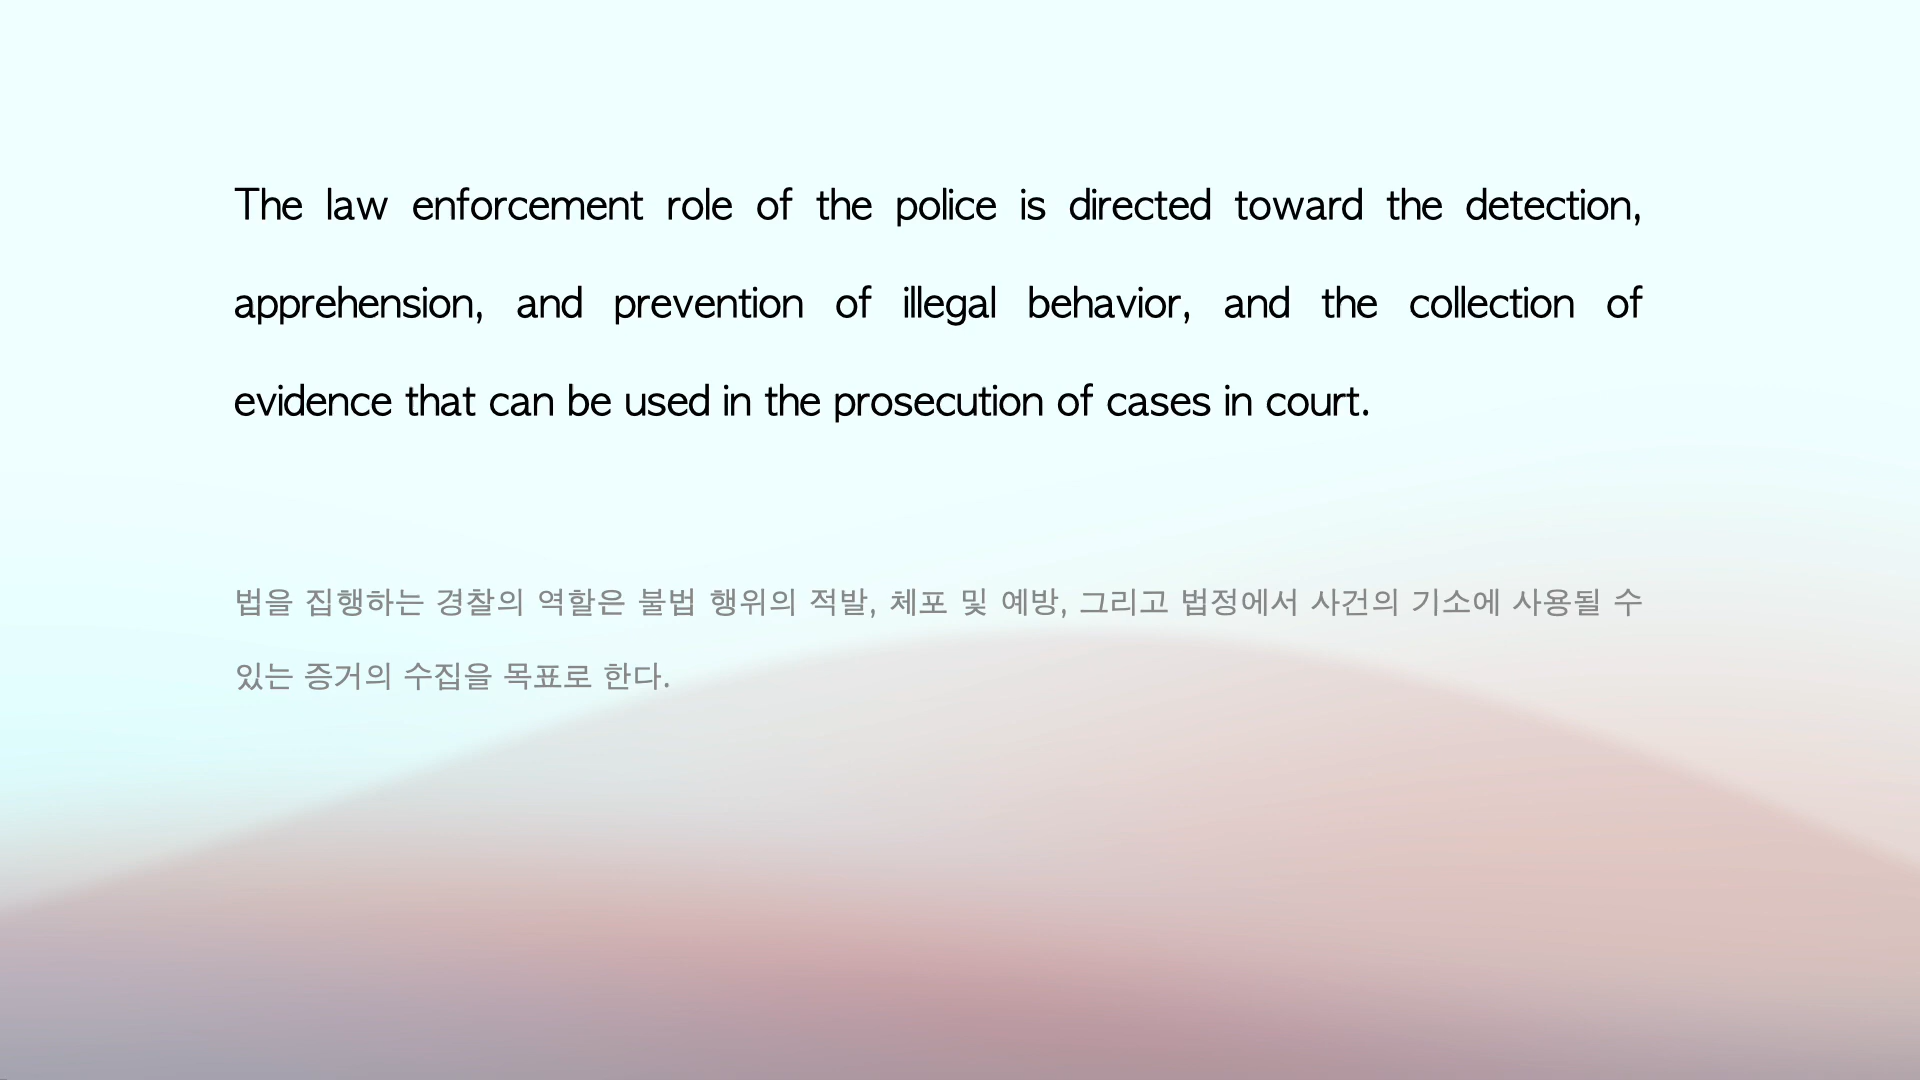 The law enforcement role of the police is directed toward the detection,
apprehension, and prevention of illegal behavior, and the collection of
evidence that can be used in the prosecution of cases in court.
법을 집행하는 경찰의 역할은 불법 행위의 적발, 체포 및 예방, 그리고 법정에서 사건의 기소에 사용될 수
있는 증거의 수집을 목표로 한다.